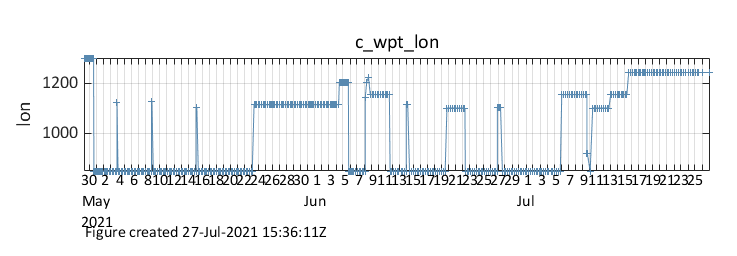 c_wpt_lon
lon
1200
1000
30 2 4 6 8 10 12 14 16 18 20 22 24 26 28 30 1 3 5 7 9 11 13 15 17 19 21 23 25 27 29 1 3 5 7 9 11 13 15 17 19 21 23 25
May Jun Jul
2021
Figure created 27-Jul-2021 15:36:11Z